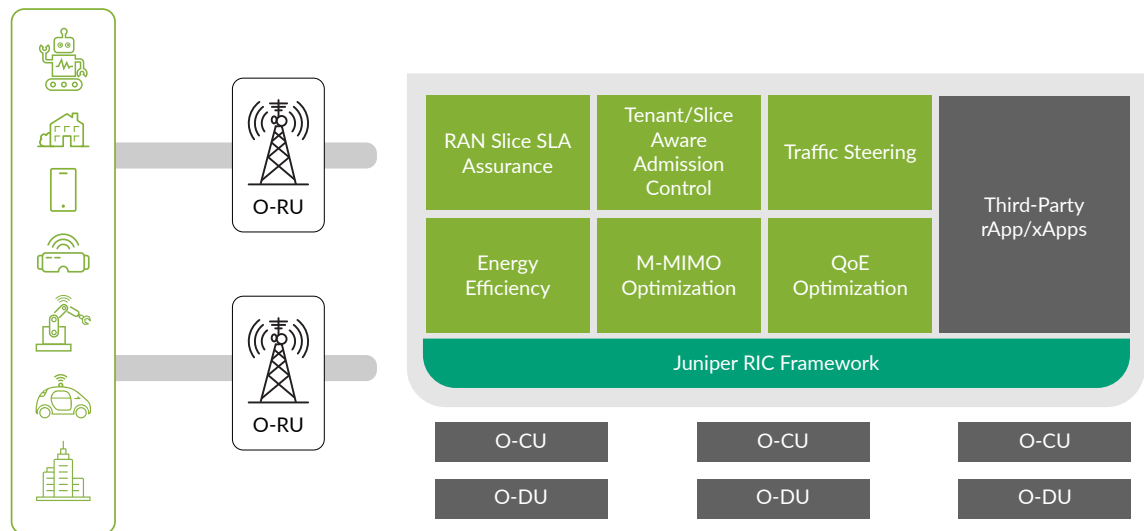 O-RU
O-RU
RAN Slice SLA
Assurance
Tenant/Slice
Aware
Admission
Control
Traffic Steering
Third-Party
rApp/xApps
Energy
Efficiency
M-MIMO
Optimization
QoE
Optimization
Juniper RIC Framework
O-CU
O-CU
O-CU
O-DU
O-DU
O-DU